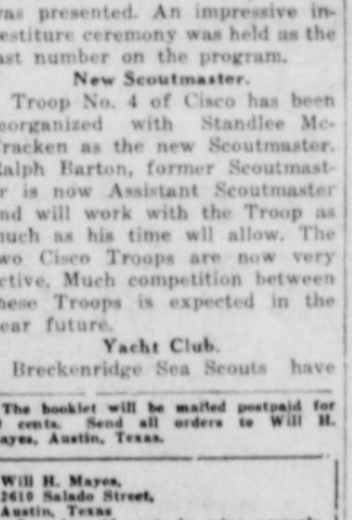 was presented. An impressive in-
estiture ceremony was held as the
ast number on the program.
New Scoutmaster.
Troop No. 4 of Cisco has been
eorganized with Standlee Mc-
racken as the new Scoutmaster.
Ralph Barton, former Scoutmast-
r is now Assistant Scoutmaster
nd will work with the Troop as
much as his time wll allow. The
wo Cisco Troops are now very
ctive. Much competition between
hese Troops is expected in the
ear future.
Yacht Club.
Breckenridge Sea Scouts have
The booklet will be mailed postpaid for
cents. Send all orders to Will H.
ayes, Austin, Texas.
Will H. Mayes,
2610 Salado Street,
Austin, Texas